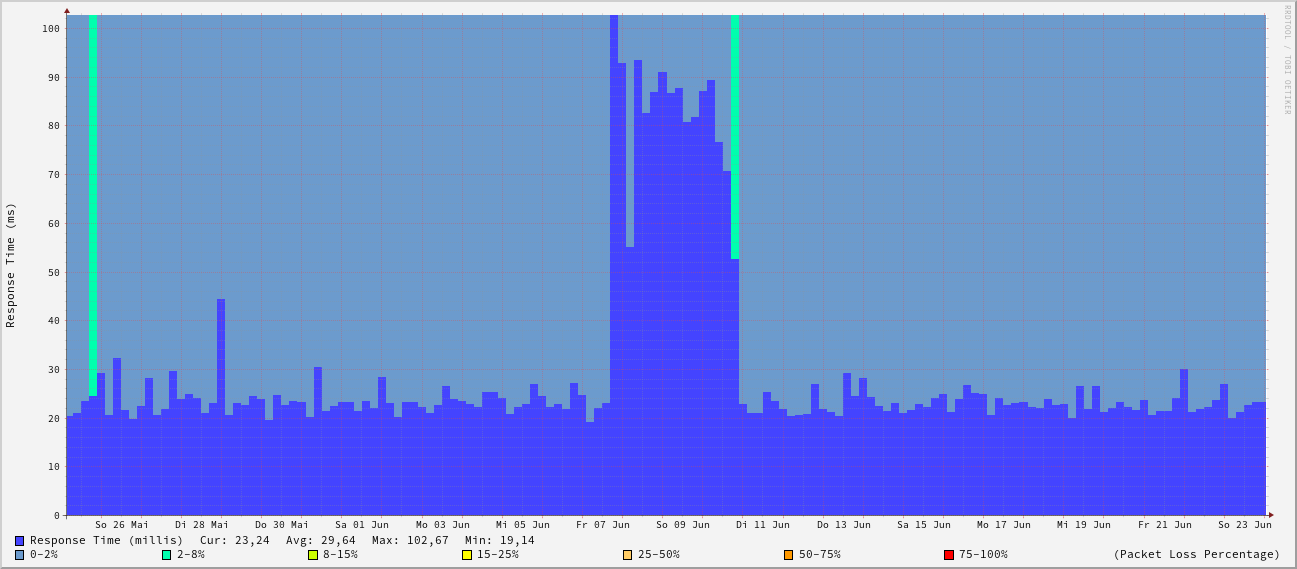 RRDTOOL / TOBI OETIKER
Response Time (ms)
100
90
80
70
60
50
40
30
20
10
0
So 26 Mai Di 28 Mai Do 30 Mai Sa 01 Jun Mo 03 Jun Mi 05 Jun Fr 07 Jun So 09 Jun Di 11 Jun Do 13 Jun Sa 15 Jun Mo 17 Jun Mi 19 Jun Fr 21 Jun So 23 Jun
Response Time (millis) Cur: 23,24 Avg: 29,64 Max: 102,67 Min: 19,14
0-2% 2-8% 8-15% 15-25% 25-50% 50-75% 75-100% (Packet Loss Percentage)